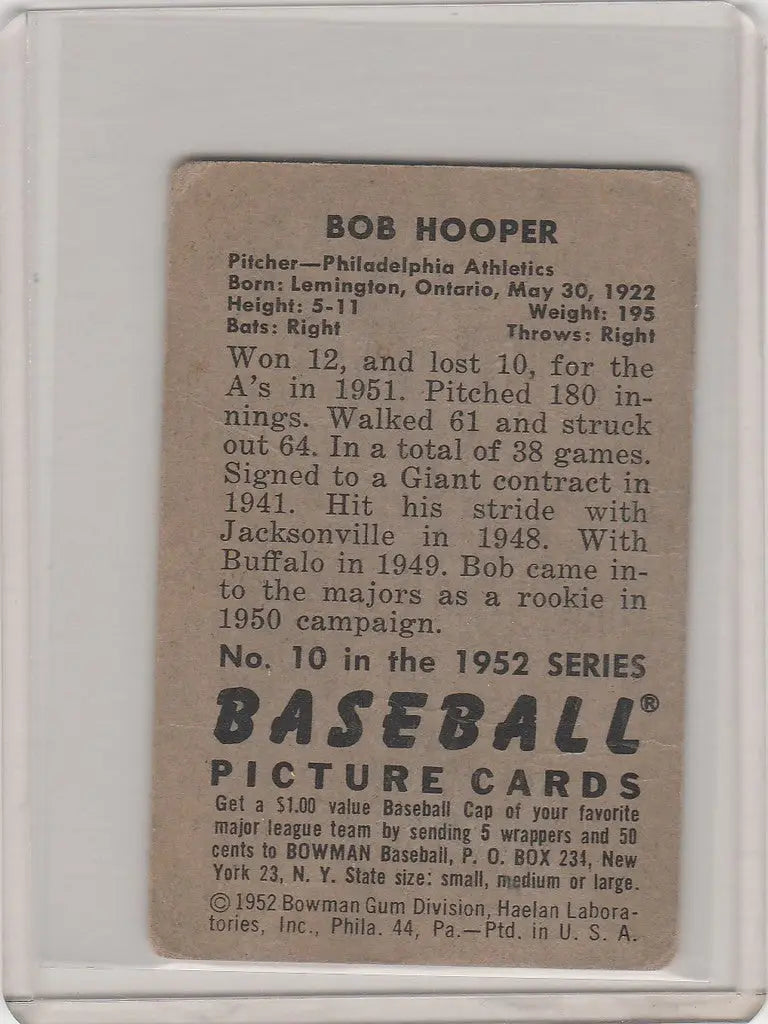 BOB HOOPER
Pitcher—Philadelphia Athletics
Born: Lemington, Ontario, May 30, 1922
Height: 5-11 Weight: 195
Bats: Right Throws: Right
Won 12, and lost 10, for the
A's in 1951. Pitched 180 in-
nings. Walked 61 and struck
out 64. In a total of 38 games.
Signed to a Giant contract in
1941. Hit his stride with
Jacksonville in 1948. With
Buffalo in 1949. Bob came in-
to the majors as a rookie in
1950 campaign.
No. 10 in the 1952 SERIES
BASEBALL®
PICTURE CARDS
Get a $1.00 value Baseball Cap of your favorite
major league team by sending 5 wrappers and 50
cents to BOWMAN Baseball, P. O. BOX 231, New
York 23, N. Y. State size: small, medium or large.
©1952 Bowman Gum Division, Haelan Labora-
tories, Inc., Phila. 44, Pa.—Ptd. in U. S. A.